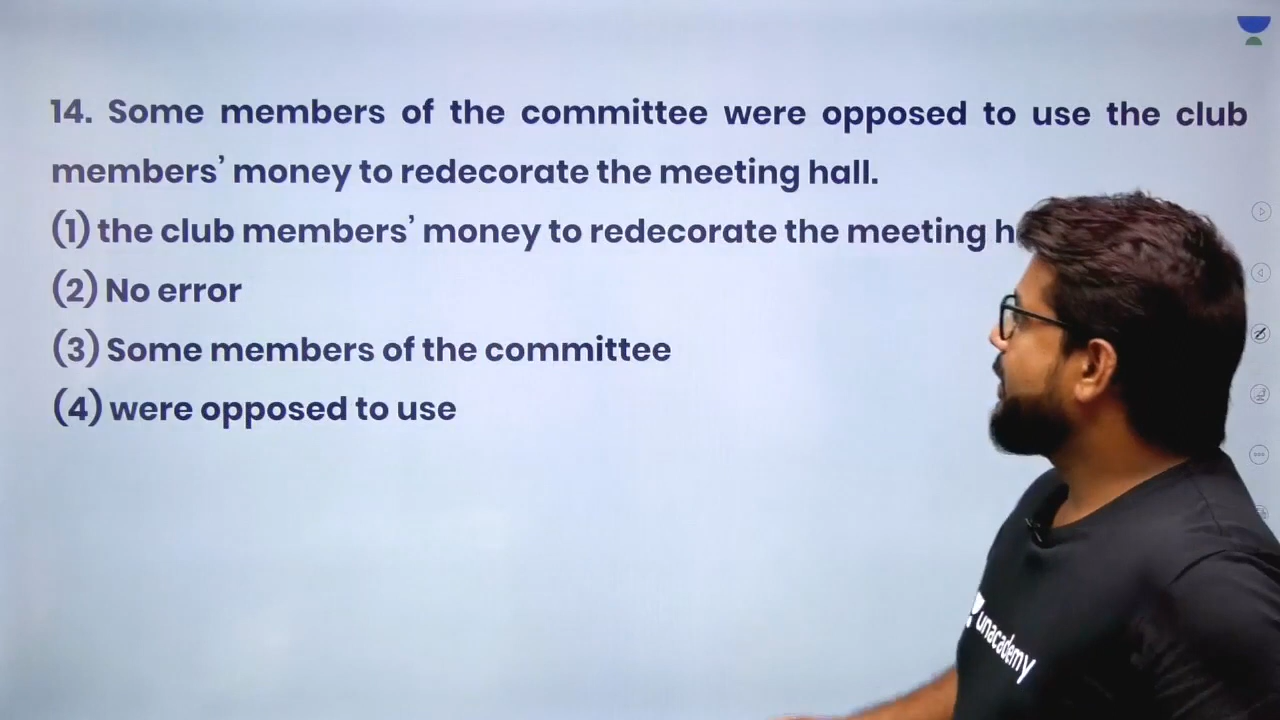 14. Some members of the committee were opposed to use the club
members’ money to redecorate the meeting hall.
(1) the club members’ money to redecorate the meeting
(2) No error
(3) Some members of the committee
(4) were opposed to use
unacademy